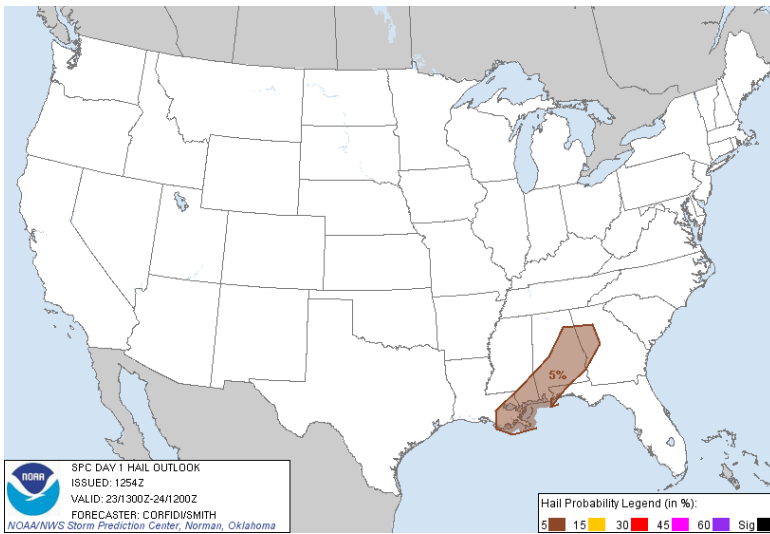 5%
NOAA
SPC DAY 1 HAIL OUTLOOK
ISSUED: 1254Z
VALID: 23/1300Z-24/1200Z
FORECASTER: CORFIDI/SMITH
NOAA/NWS Storm Prediction Center, Norman, Oklahoma
Hail Probability Legend (in %):
5 15 30 45 60 Sig